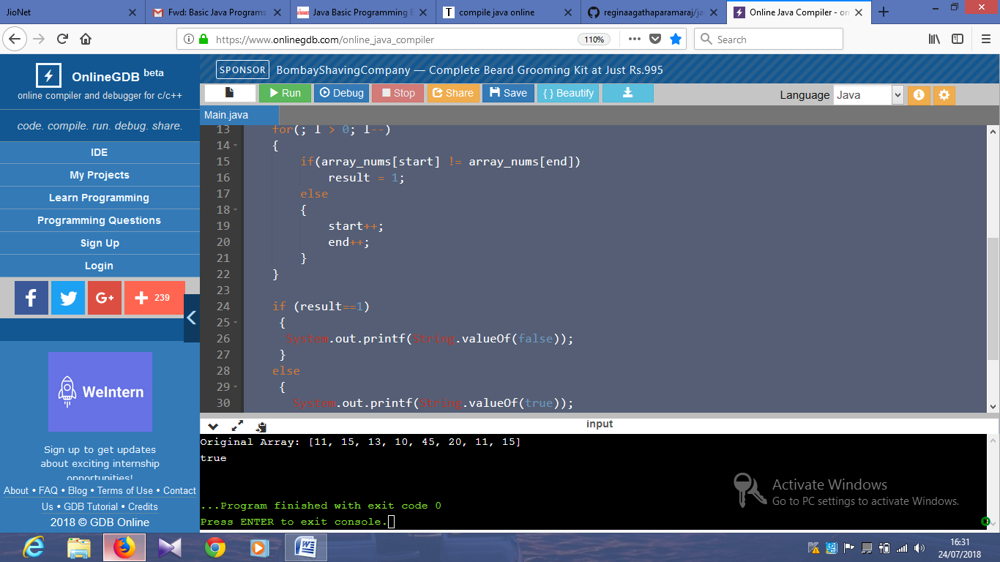 JioNet
Fwd: Basic Java Programs
Java Basic Programming E
compile java online
reginaagathaparamaraj/ja
Online Java Compiler - on
https://www.onlinegdb.com/online_java_compiler
110%
Search
OnlineGDB beta
online compiler and debugger for c/c++
code. compile. run. debug. share.
IDE
My Projects
Learn Programming
Programming Questions
Sign Up
Login
f
G+
239
WeIntern
Sign up to get updates
about exciting internship
opportunities!
About • FAQ • Blog • Terms of Use • Contact
Us • GDB Tutorial • Credits
2018 © GDB Online
SPONSOR BombayShavingCompany — Complete Beard Grooming Kit at Just Rs.995
Run Debug Stop Share Save { } Beautify
Language Java
Main.java
13 for(; l > 0; l--)
14 {
15 if(array_nums[start] != array_nums[end])
16 result = 1;
17 else
18 {
19 start++;
20 end++;
21 }
22 }
23
24 if (result==1)
25 {
26 System.out.printf(String.valueOf(false));
27 }
28 else
29 {
30 System.out.printf(String.valueOf(true));
input
Original Array: [11, 15, 13, 10, 45, 20, 11, 15]
true
...Program finished with exit code 0
Press ENTER to exit console.
Activate Windows
Go to PC settings to activate Windows.
16:31
24/07/2018